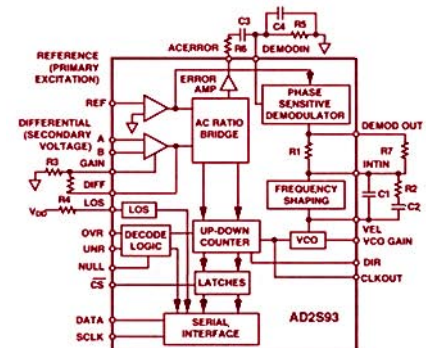 C3
C4
R5
ACERROR
R6
DEMODIN
REFERENCE
(PRIMARY
EXCITATION)
ERROR
AMP
REF
PHASE
SENSITIVE
DEMODULATOR
DIFFERENTIAL
(SECONDARY
VOLTAGE)
A
B
AC RATIO
BRIDGE
DEMOD OUT
R3
GAIN
R1
R7
INTIN
DIFF
R4
FREQUENCY
SHAPING
C1
R2
C2
VDD
LOS
LOS
VEL
OVR
UNR
DECODE
LOGIC
UP-DOWN
COUNTER
VCO
VCO GAIN
NULL
DIR
CLKOUT
CS
LATCHES
DATA
SCLK
SERIAL
INTERFACE
AD2S93